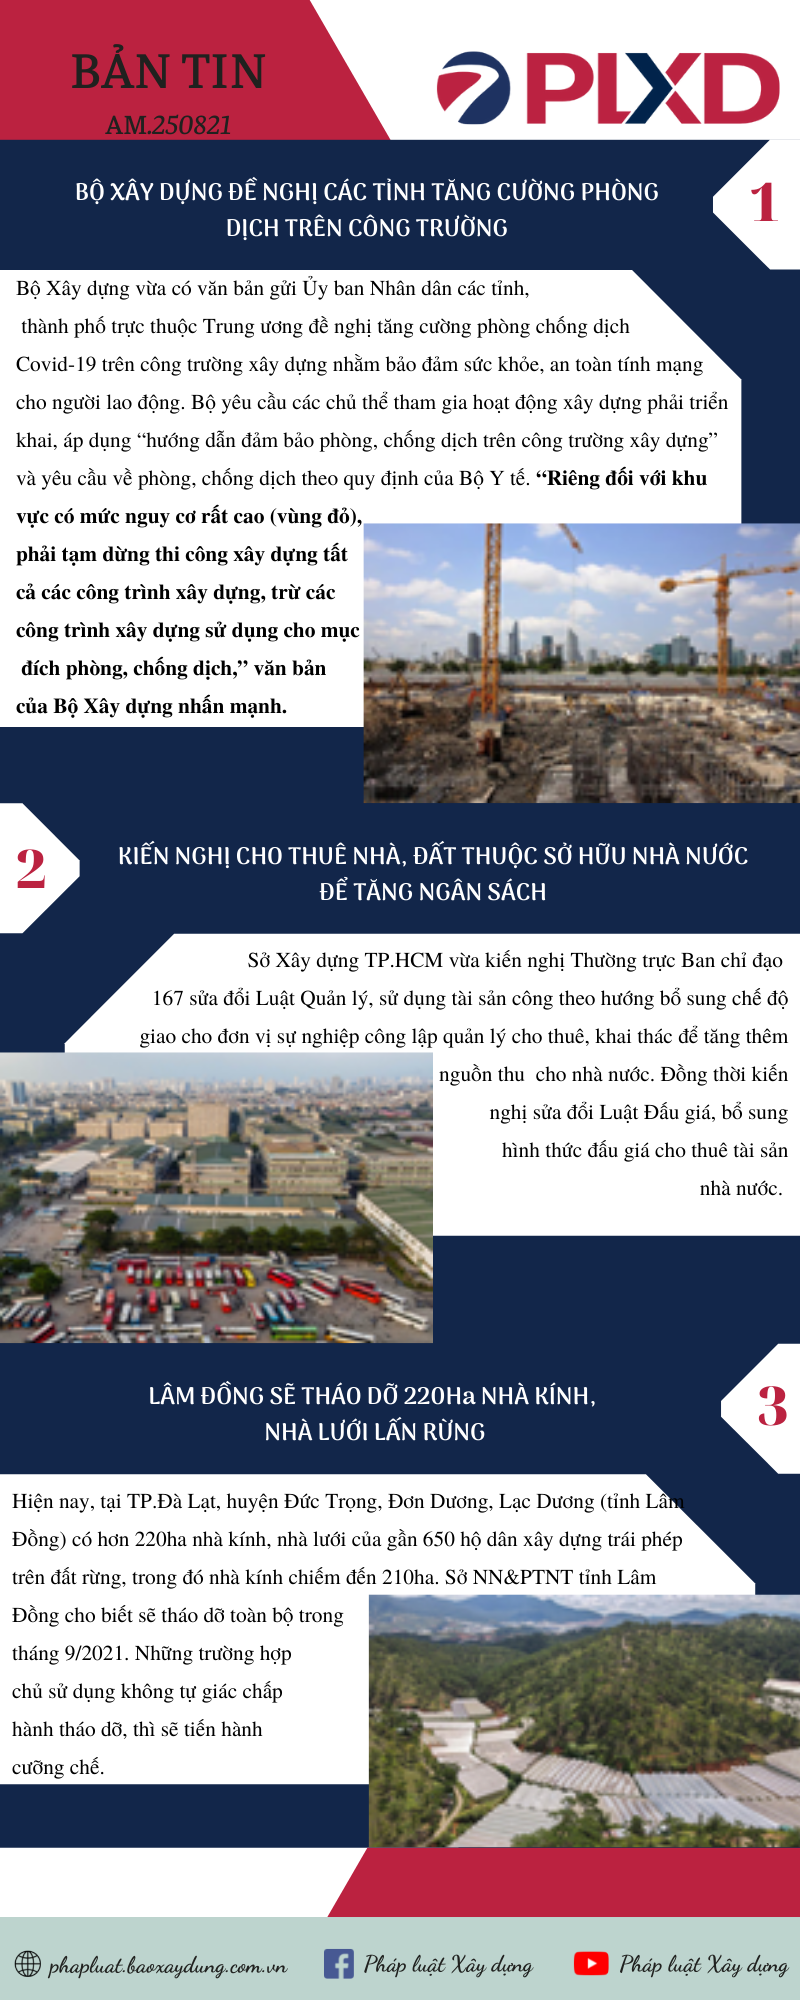 BẢN TIN
AM.250821
PLXD
BỘ XÂY DỰNG ĐỀ NGHỊ CÁC TỈNH TĂNG CƯỜNG PHÒNG
DỊCH TRÊN CÔNG TRƯỜNG
1
Bộ Xây dựng vừa có văn bản gửi Ủy ban Nhân dân các tỉnh,
thành phố trực thuộc Trung ương đề nghị tăng cường phòng chống dịch
Covid-19 trên công trường xây dựng nhằm bảo đảm sức khỏe, an toàn tính mạng
cho người lao động. Bộ yêu cầu các chủ thể tham gia hoạt động xây dựng phải triển
khai, áp dụng “hướng dẫn đảm bảo phòng, chống dịch trên công trường xây dựng”
và yêu cầu về phòng, chống dịch theo quy định của Bộ Y tế. “Riêng đối với khu
vực có mức nguy cơ rất cao (vùng đỏ),
phải tạm dừng thi công xây dựng tất
cả các công trình xây dựng, trừ các
công trình xây dựng sử dụng cho mục
đích phòng, chống dịch,” văn bản
của Bộ Xây dựng nhấn mạnh.
2
KIẾN NGHỊ CHO THUÊ NHÀ, ĐẤT THUỘC SỞ HỮU NHÀ NƯỚC
ĐỂ TĂNG NGÂN SÁCH
Sở Xây dựng TP.HCM vừa kiến nghị Thường trực Ban chỉ đạo
167 sửa đổi Luật Quản lý, sử dụng tài sản công theo hướng bổ sung chế độ
giao cho đơn vị sự nghiệp công lập quản lý cho thuê, khai thác để tăng thêm
nguồn thu  cho nhà nước. Đồng thời kiến
nghị sửa đổi Luật Đấu giá, bổ sung
hình thức đấu giá cho thuê tài sản
nhà nước.
LÂM ĐỒNG SẼ THÁO DỠ 220Ha NHÀ KÍNH,
NHÀ LƯỚI LẤN RỪNG
3
Hiện nay, tại TP.Đà Lạt, huyện Đức Trọng, Đơn Dương, Lạc Dương (tỉnh Lâm
Đồng) có hơn 220ha nhà kính, nhà lưới của gần 650 hộ dân xây dựng trái phép
trên đất rừng, trong đó nhà kính chiếm đến 210ha. Sở NN&PTNT tỉnh Lâm
Đồng cho biết sẽ tháo dỡ toàn bộ trong
tháng 9/2021. Những trường hợp
chủ sử dụng không tự giác chấp
hành tháo dỡ, thì sẽ tiến hành
cưỡng chế.
phapluat.baoxaydung.com.vn
Pháp luật Xây dựng
Pháp luật Xây dựng